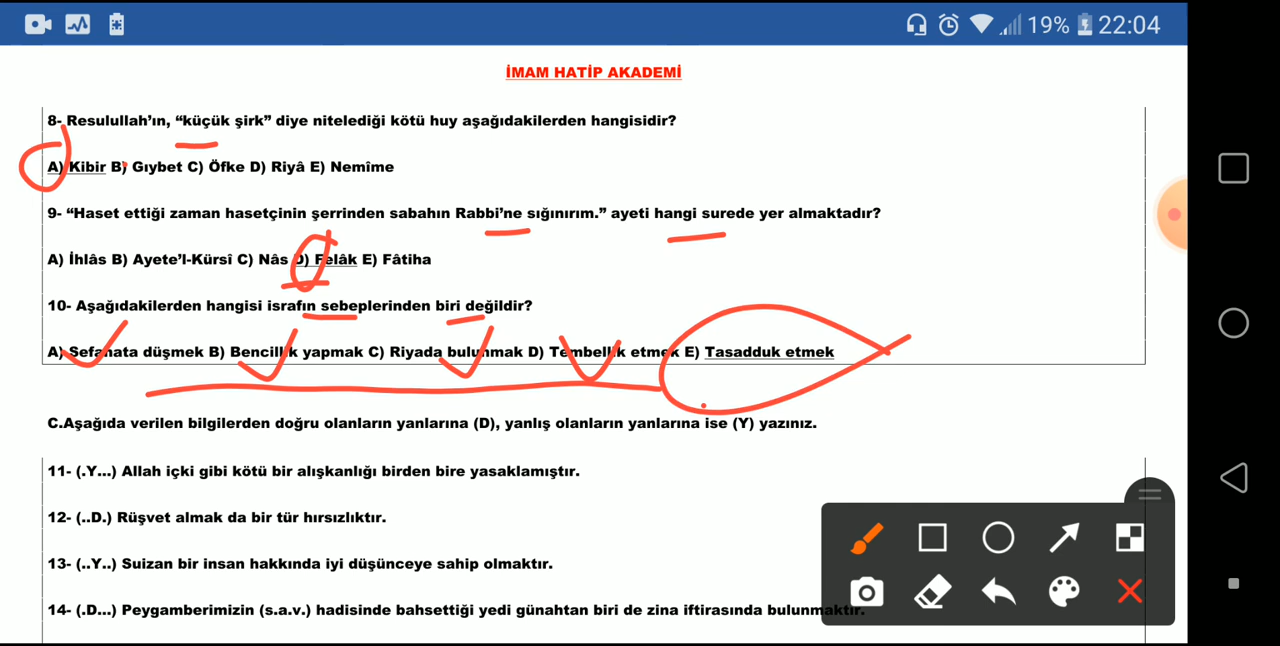 19% 22:04
İMAM HATİP AKADEMİ
8- Resulullah’ın, “küçük şirk” diye nitelediği kötü huy aşağıdakilerden hangisidir?
A) Kibir B) Gıybet C) Öfke D) Riyâ E) Nemîme
9- “Haset ettiği zaman hasetçinin şerrinden sabahın Rabbi’ne sığınırım.” ayeti hangi surede yer almaktadır?
A) İhlâs B) Ayete’l-Kürsî C) Nâs D) Felâk E) Fâtiha
10- Aşağıdakilerden hangisi israfın sebeplerinden biri değildir?
A) Sefahata düşmek B) Bencillik yapmak C) Riyada bulunmak D) Tembellik etmek E) Tasadduk etmek
C.Aşağıda verilen bilgilerden doğru olanların yanlarına (D), yanlış olanların yanlarına ise (Y) yazınız.
11- (.Y...) Allah içki gibi kötü bir alışkanlığı birden bire yasaklamıştır.
12- (..D.) Rüşvet almak da bir tür hırsızlıktır.
13- (..Y..) Suizan bir insan hakkında iyi düşünceye sahip olmaktır.
14- (.D...) Peygamberimizin (s.a.v.) hadisinde bahsettiği yedi günahtan biri de zina iftirasında bulunmaktır.